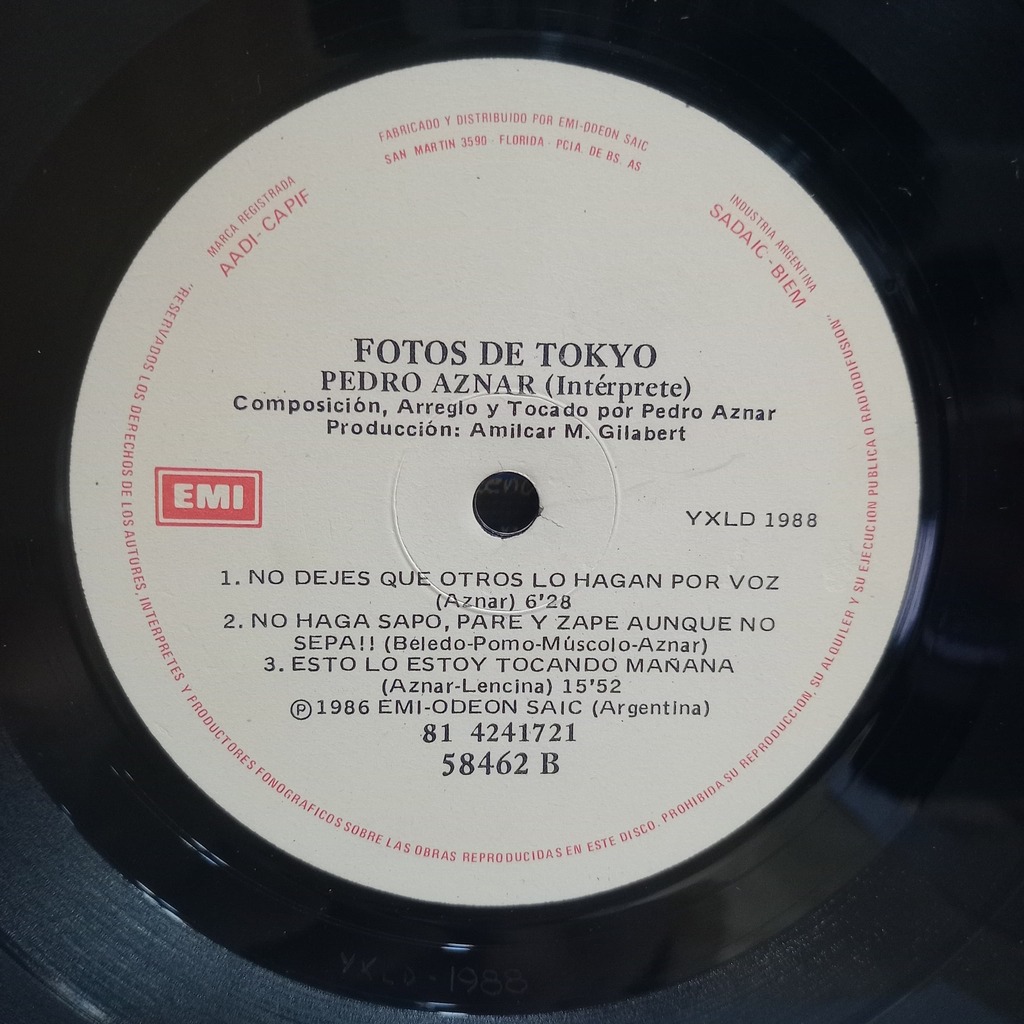 FABRICADO Y DISTRIBUIDO POR EMI-ODEON SAIC
SAN MARTIN 3590 - FLORIDA - PCIA. DE BS. AS
MARCA REGISTRADA
AADI-CAPIF
INDUSTRIA ARGENTINA
SADAIC-BIEM
FOTOS DE TOKYO
PEDRO AZNAR (Intérprete)
Composición, Arreglo y Tocado por Pedro Aznar
Producción: Amilcar M. Gilabert
EMI
YXLD 1988
1. NO DEJES QUE OTROS LO HAGAN POR VOZ
(Aznar) 6'28
2. NO HAGA SAPO, PARE Y ZAPE AUNQUE NO
SEPA!! (Beledo-Pomo-Múscolo-Aznar)
3. ESTO LO ESTOY TOCANDO MAÑANA
(Aznar-Lencina) 15'52
℗ 1986 EMI-ODEON SAIC (Argentina)
81 4241721
58462 B
"RESERVADOS LOS DERECHOS DE LOS AUTORES, INTERPRETES Y PRODUCTORES FONOGRAFICOS SOBRE LAS OBRAS REPRODUCIDAS EN ESTE DISCO. PROHIBIDA SU REPRODUCCION, SU ALQUILER Y SU EJECUCION PUBLICA O RADIODIFUSION"
YXLD-1988